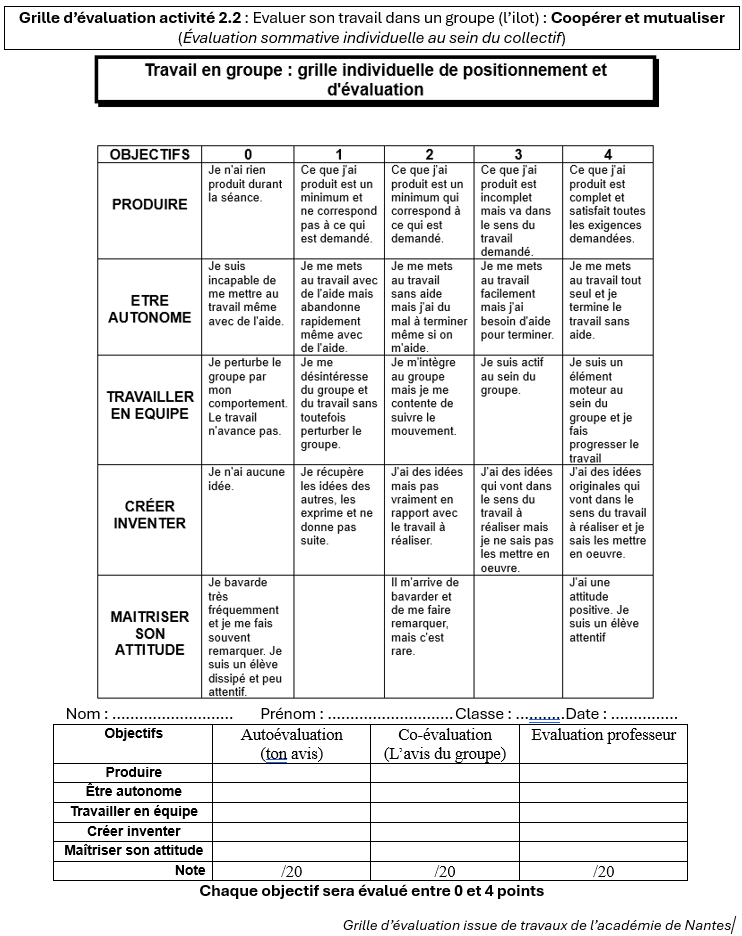 Grille d’évaluation activité 2.2 : Evaluer son travail dans un groupe (l’ilot) : Coopérer et mutualiser
(Évaluation sommative individuelle au sein du collectif)
Travail en groupe : grille individuelle de positionnement et
d'évaluation
OBJECTIFS 0 1 2 3 4
PRODUIRE
Je n'ai rien
produit durant
la séance.
Ce que j'ai
produit est un
minimum et
ne correspond
pas à ce qui
est demandé.
Ce que j'ai
produit est un
minimum qui
correspond à
ce qui est
demandé.
Ce que j'ai
produit est
incomplet
mais va dans
le sens du
travail
demandé.
Ce que j'ai
produit est
complet et
satisfait toutes
les exigences
demandées.
ETRE
AUTONOME
Je suis
incapable de
me mettre au
travail même
avec de l'aide.
Je me mets
au travail avec
de l'aide mais
abandonne
rapidement
même avec
de l'aide.
Je me mets
au travail
sans aide
mais j'ai du
mal à terminer
même si on
m'aide.
Je me mets
au travail
facilement
mais j'ai
besoin d'aide
pour terminer.
Je me mets
au travail tout
seul et je
termine le
travail sans
aide.
TRAVAILLER
EN EQUIPE
Je perturbe le
groupe par
mon
comportement.
Le travail
n'avance pas.
Je me
désintéresse
du groupe et
du travail sans
toutefois
perturber le
groupe.
Je m'intègre
au groupe
mais je me
contente de
suivre le
mouvement.
Je suis actif
au sein du
groupe.
Je suis un
élément
moteur au
sein du
groupe et je
fais
progresser le
travail
CRÉER
INVENTER
Je n'ai aucune
idée.
Je récupère
les idées des
autres, les
exprime et ne
donne pas
suite.
J'ai des idées
mais pas
vraiment en
rapport avec
le travail à
réaliser.
J'ai des idées
qui vont dans
le sens du
travail à
réaliser mais
je ne sais pas
les mettre en
oeuvre.
J'ai des idées
originales qui
vont dans le
sens du travail
à réaliser et je
sais les mettre
en oeuvre.
MAITRISER
SON
ATTITUDE
Je bavarde
très
fréquemment
et je me fais
souvent
remarquer. Je
suis un élève
dissipé et peu
attentif.
Il m'arrive de
bavarder et
de me faire
remarquer,
mais c'est
rare.
J'ai une
attitude
positive. Je
suis un élève
attentif
Nom : ........................... Prénom : ............................ Classe : ...........Date : ...............
Objectifs Autoévaluation Co-évaluation Evaluation professeur
(ton avis) (L’avis du groupe)
Produire
Être autonome
Travailler en équipe
Créer inventer
Maîtriser son attitude
Note /20 /20 /20
Chaque objectif sera évalué entre 0 et 4 points
Grille d’évaluation issue de travaux de l’académie de Nantes